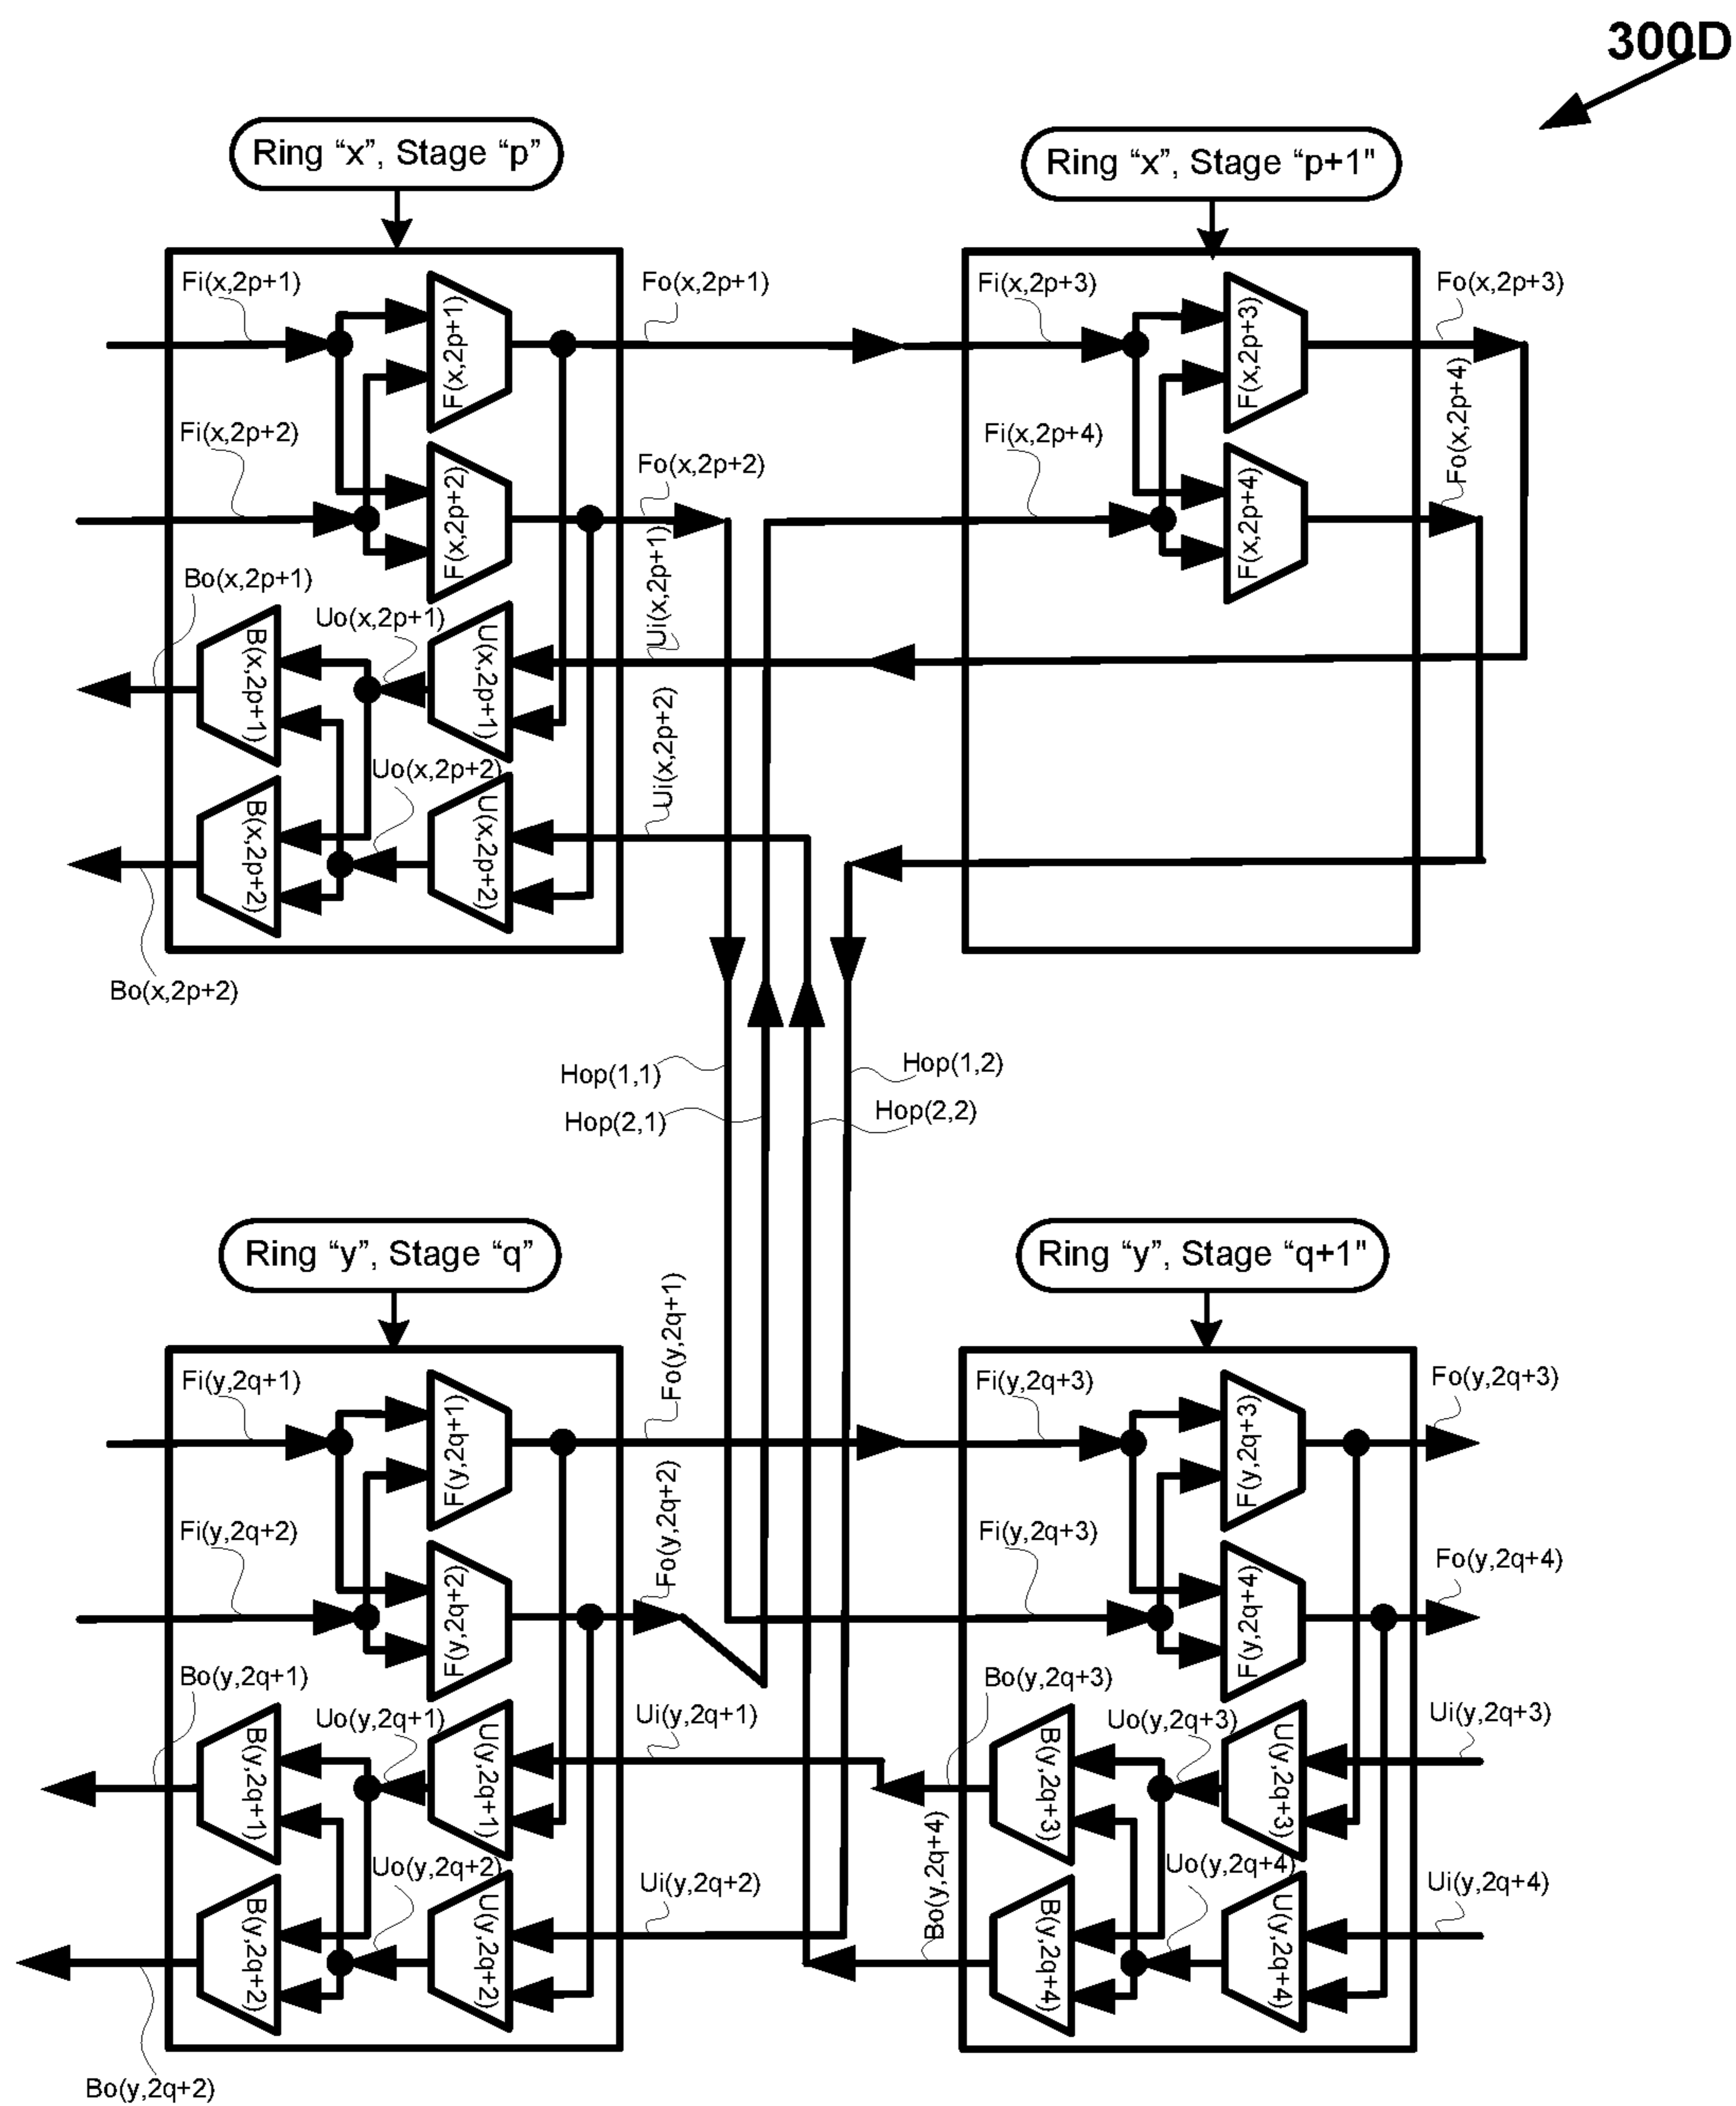 300D
Ring “x”, Stage “p”
Ring “x”, Stage “p+1"
Fi(x,2p+1)
F(x,2p+1)
Fo(x,2p+1)
Fi(x,2p+3)
F(x,2p+3)
Fo(x,2p+3)
Fi(x,2p+2)
F(x,2p+2)
Fo(x,2p+2)
Fi(x,2p+4)
F(x,2p+4)
Fo(x,2p+4)
Bo(x,2p+1)
Uo(x,2p+1)
Ui(x,2p+1)
B(x,2p+1)
U(x,2p+1)
Uo(x,2p+2)
Ui(x,2p+2)
B(x,2p+2)
U(x,2p+2)
Bo(x,2p+2)
Hop(1,1)
Hop(1,2)
Hop(2,1)
Hop(2,2)
Ring “y”, Stage “q”
Ring “y”, Stage “q+1"
Fi(y,2q+1)
F(y,2q+1)
Fo(y,2q+1)
Fi(y,2q+3)
F(y,2q+3)
Fo(y,2q+3)
Fi(y,2q+2)
F(y,2q+2)
Fo(y,2q+2)
Fi(y,2q+3)
F(y,2q+4)
Fo(y,2q+4)
Bo(y,2q+1)
Uo(y,2q+1)
Ui(y,2q+1)
Bo(y,2q+3)
Uo(y,2q+3)
Ui(y,2q+3)
B(y,2q+1)
U(y,2q+1)
B(y,2q+3)
U(y,2q+3)
Uo(y,2q+2)
Ui(y,2q+2)
Bo(y,2q+4)
Uo(y,2q+4)
Ui(y,2q+4)
B(y,2q+2)
U(y,2q+2)
B(y,2q+4)
U(y,2q+4)
Bo(y,2q+2)